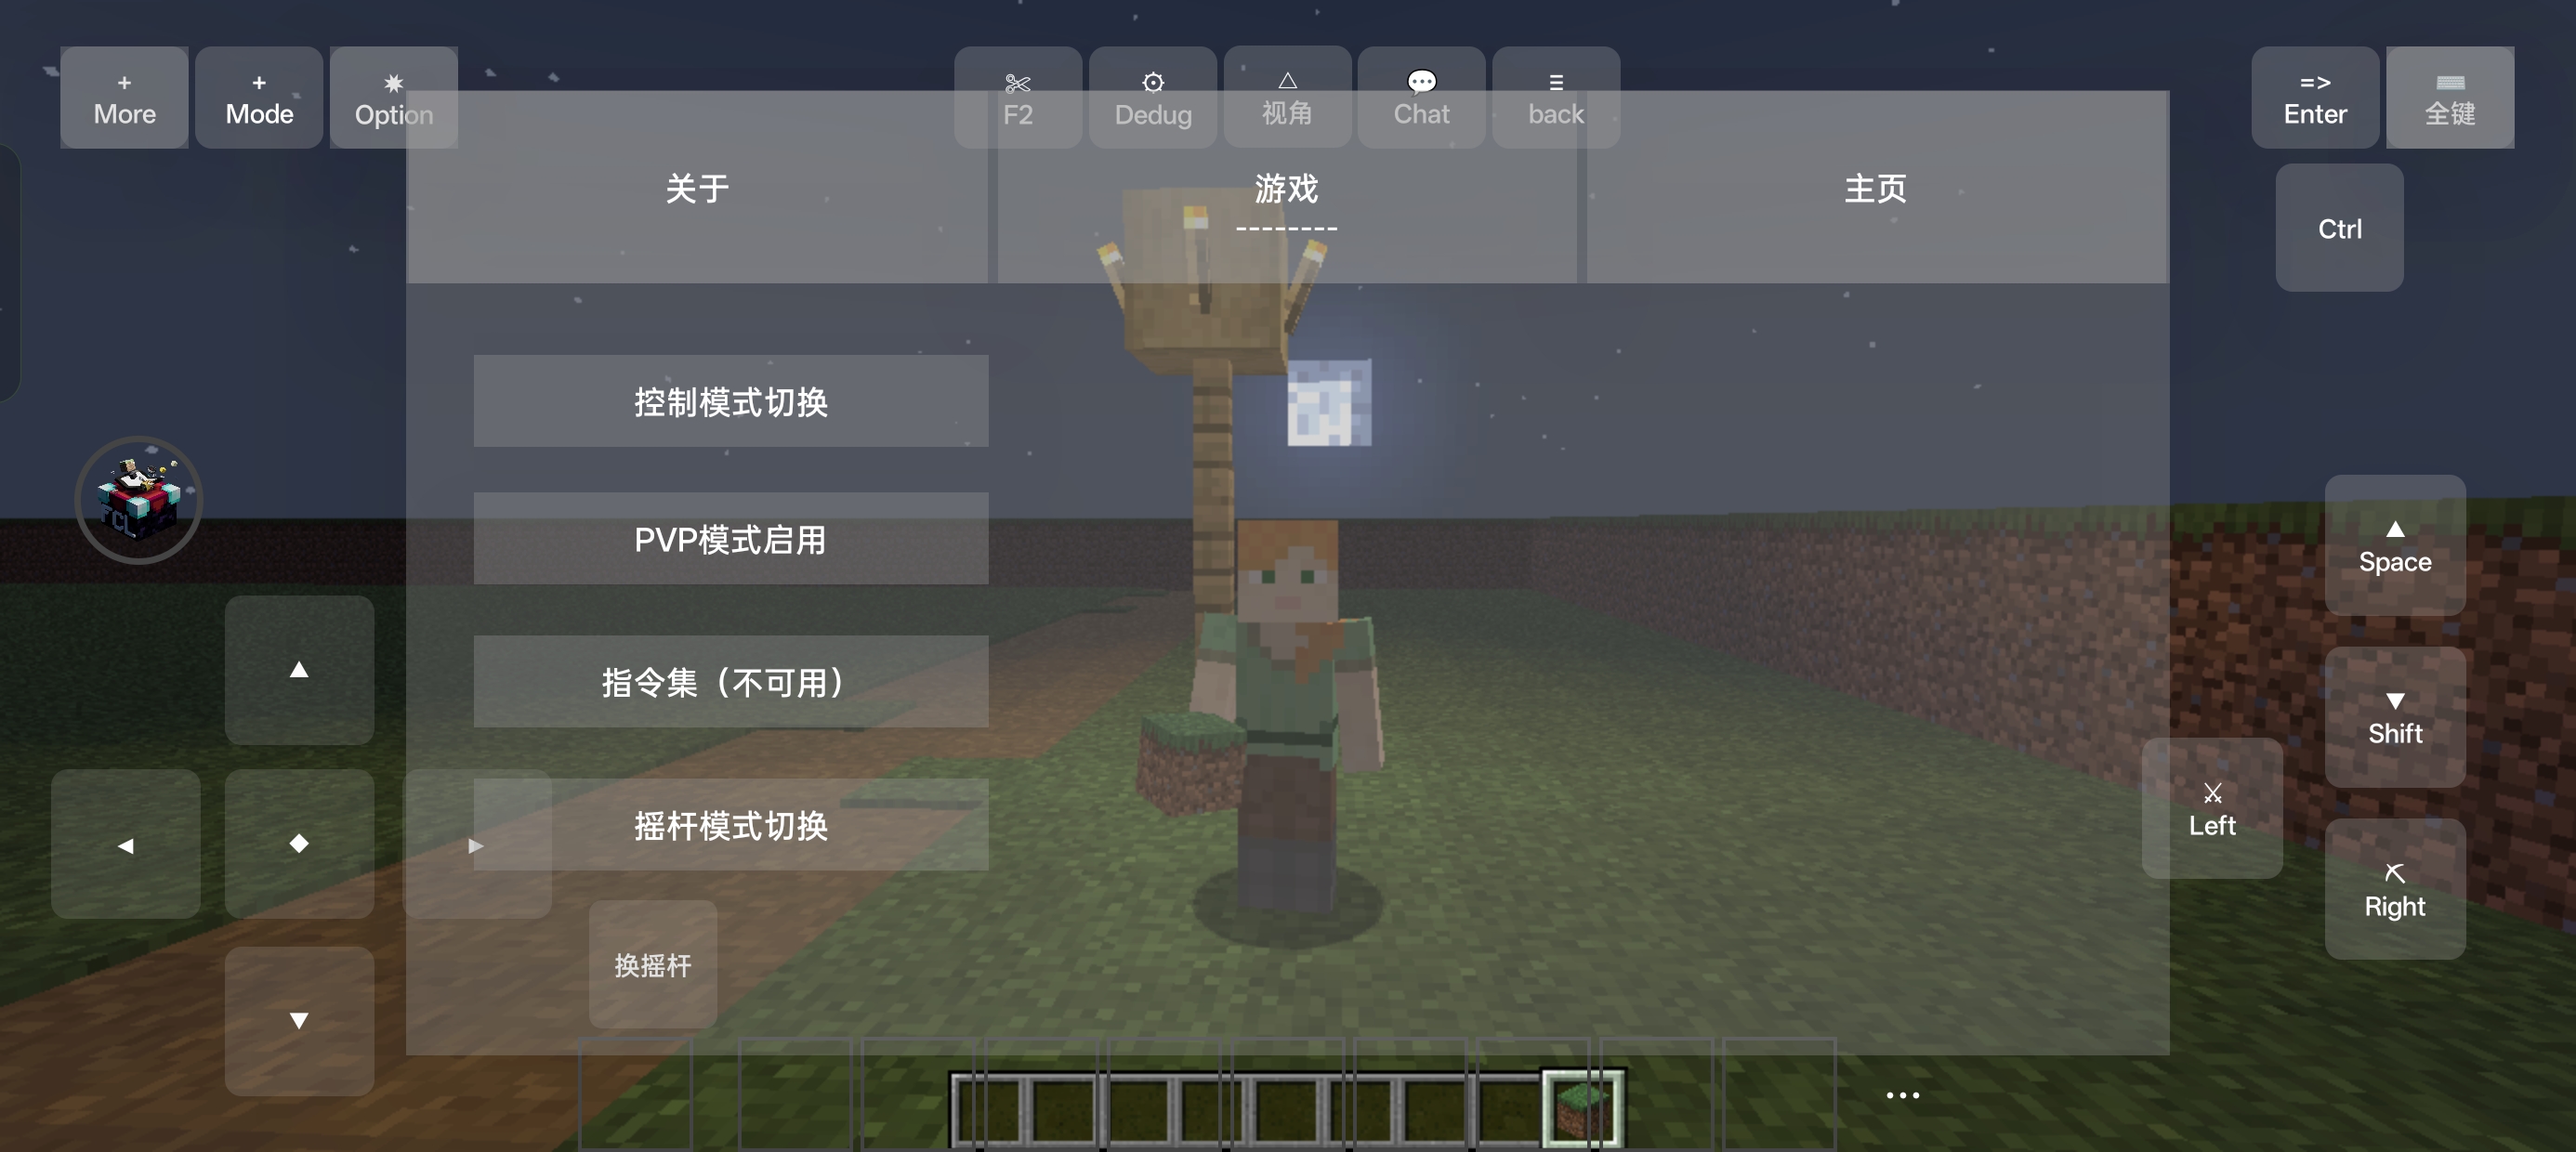 +
More
+
Mode
Option
F2
Dedug
视角
Chat
back
=>
Enter
全键
关于
游戏
--------
主页
Ctrl
控制模式切换
PVP模式启用
指令集（不可用）
摇杆模式切换
换摇杆
FCL
Space
Shift
Left
Right
...